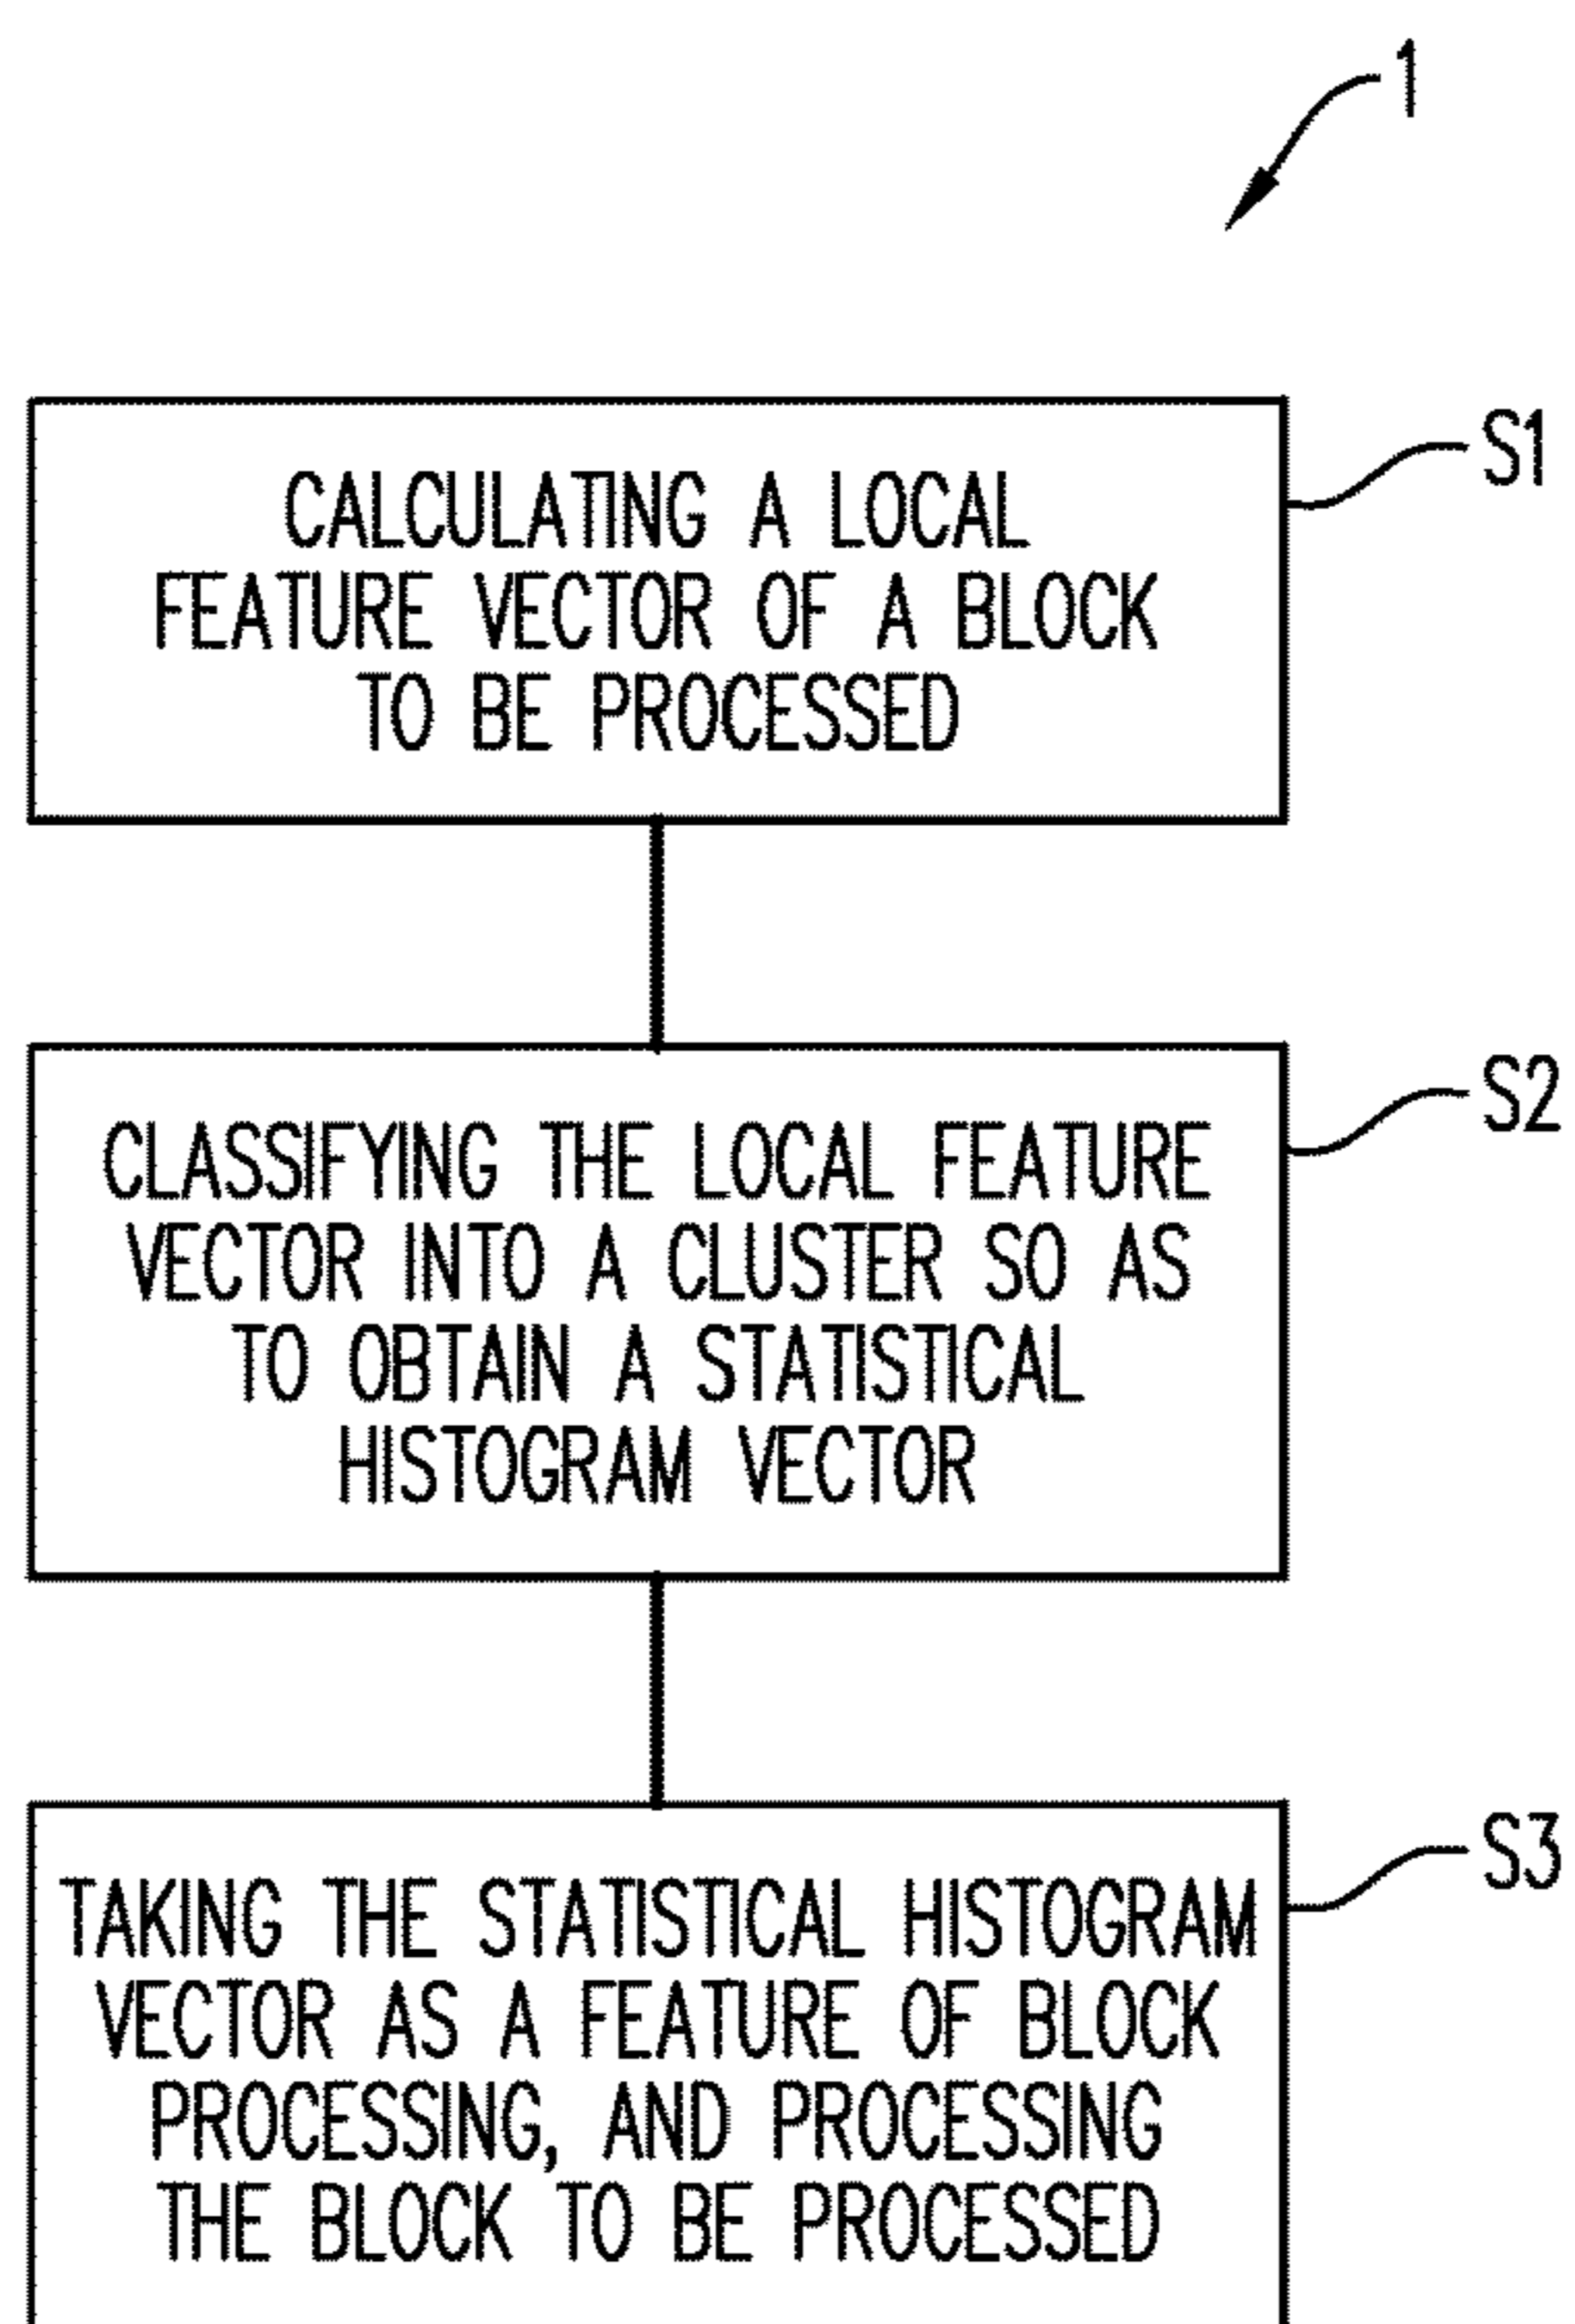 1
S1
CALCULATING A LOCAL
FEATURE VECTOR OF A BLOCK
TO BE PROCESSED
S2
CLASSIFYING THE LOCAL FEATURE
VECTOR INTO A CLUSTER SO AS
TO OBTAIN A STATISTICAL
HISTOGRAM VECTOR
S3
TAKING THE STATISTICAL HISTOGRAM
VECTOR AS A FEATURE OF BLOCK
PROCESSING, AND PROCESSING
THE BLOCK TO BE PROCESSED